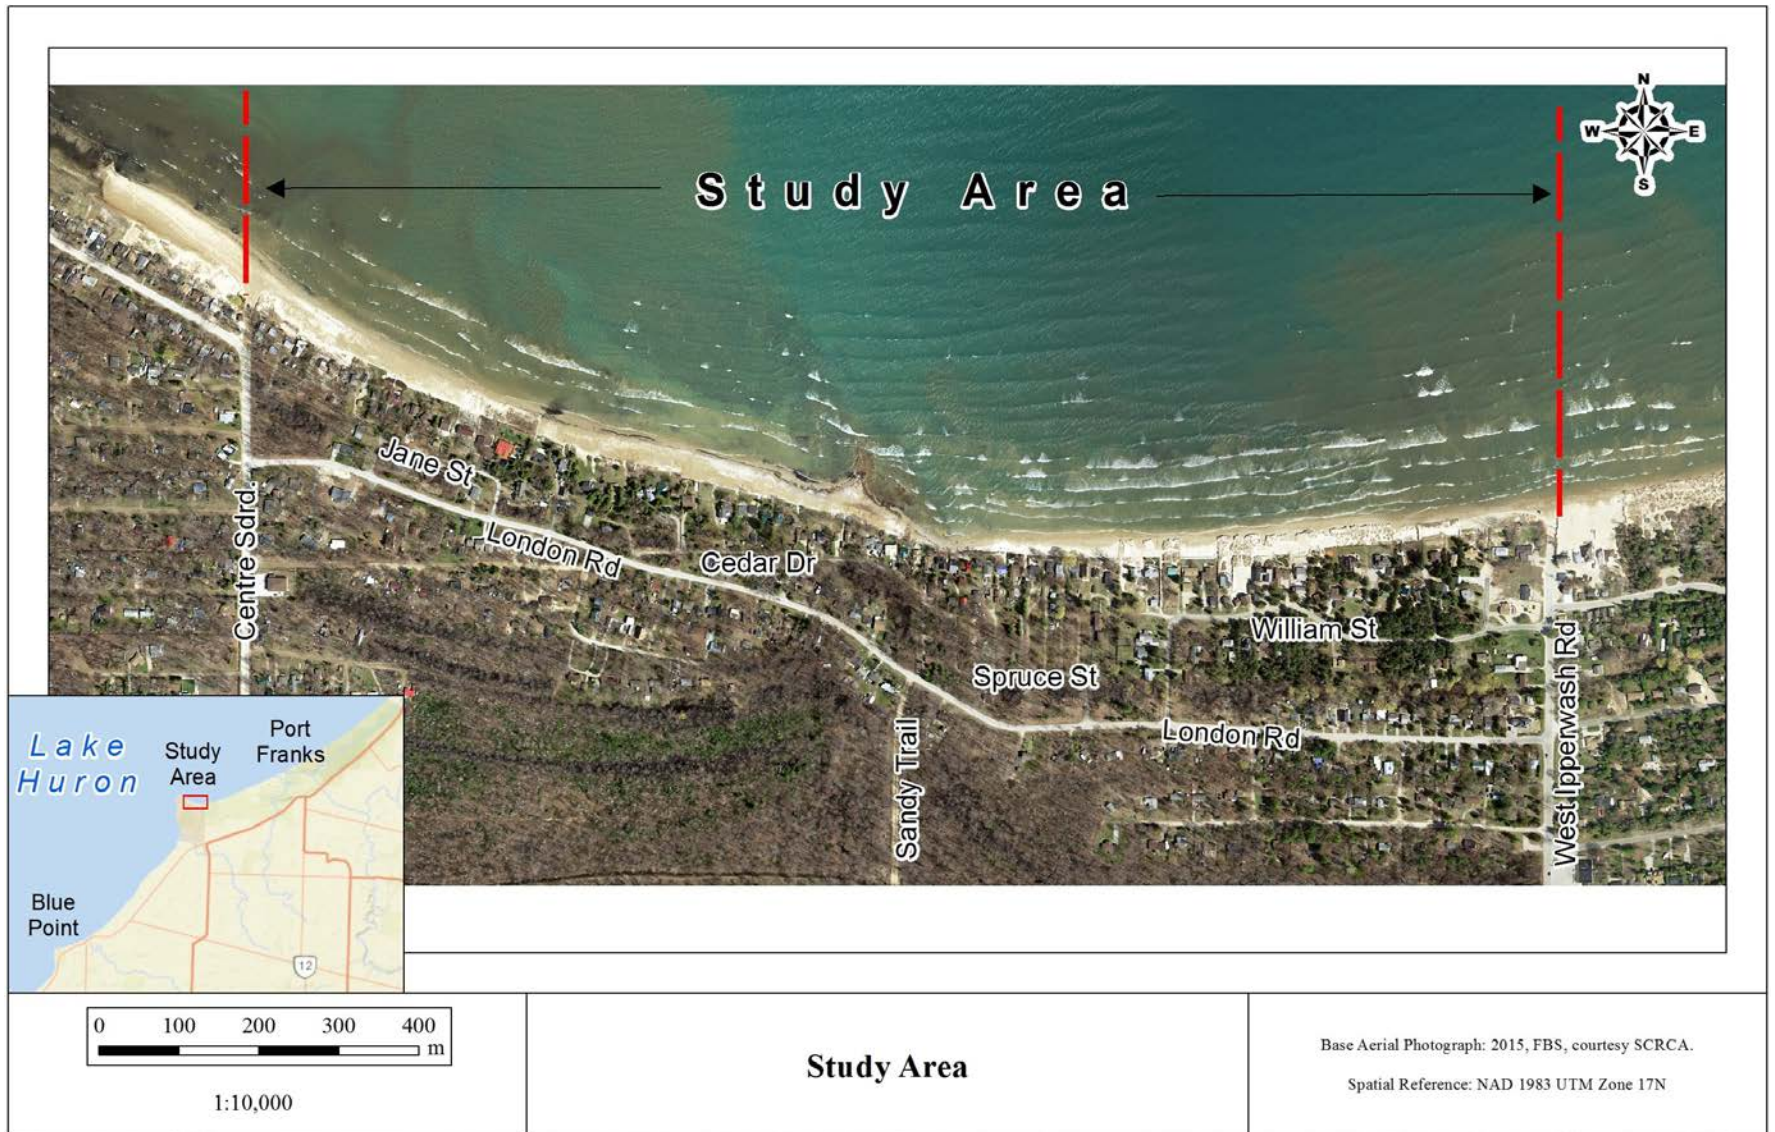 N
W E
S
Study Area
Jane St
London Rd
Cedar Dr
Centre Sdrd.
William St
Spruce St
London Rd
Sandy Trail
West Ipperwash Rd
Lake
Huron
Study
Area
Port
Franks
Blue
Point
12
0 100 200 300 400
m
1:10,000
Study Area
Base Aerial Photograph: 2015, FBS, courtesy SCRCA.
Spatial Reference: NAD 1983 UTM Zone 17N